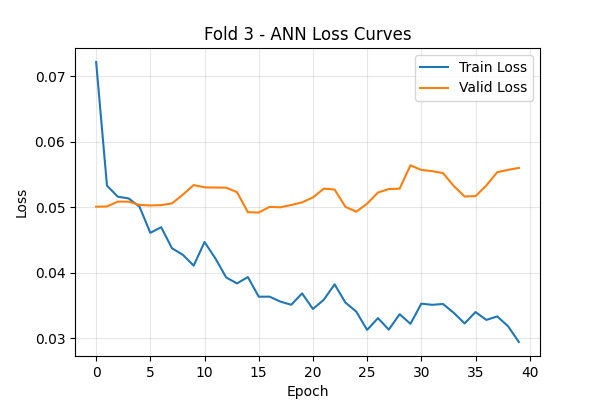 Fold 3 - ANN Loss Curves
Train Loss
Valid Loss
0.07
0.06
0.05
0.04
0.03
Loss
0 5 10 15 20 25 30 35 40
Epoch